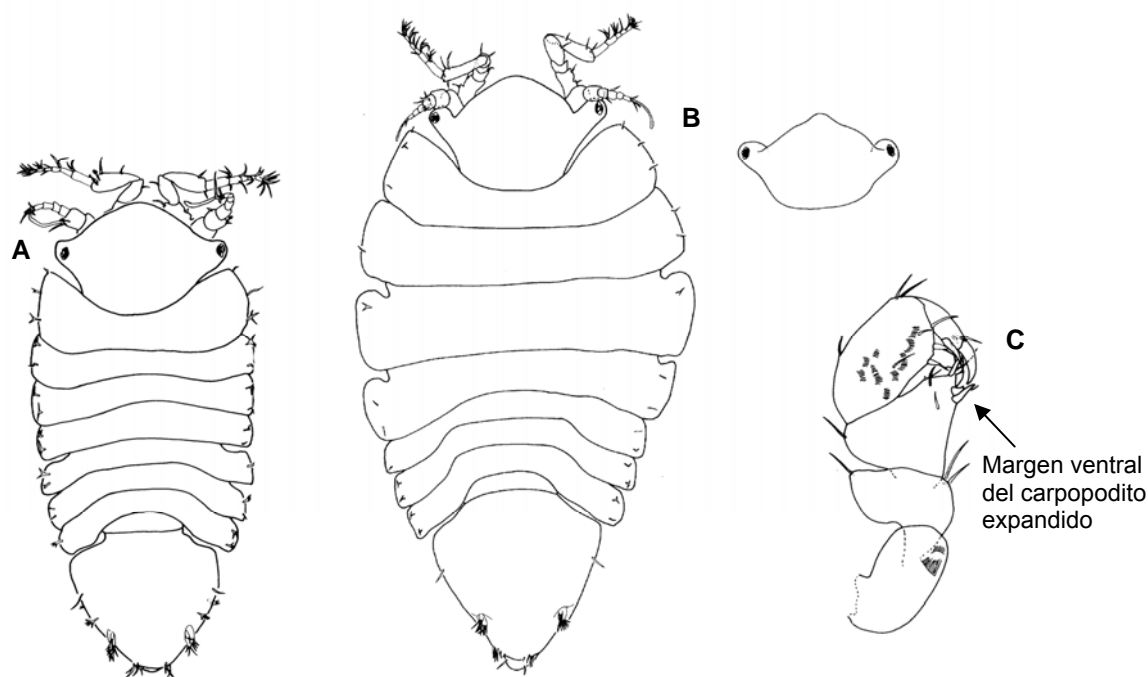 A
B
C
Margen ventral
del carpopodito
expandido